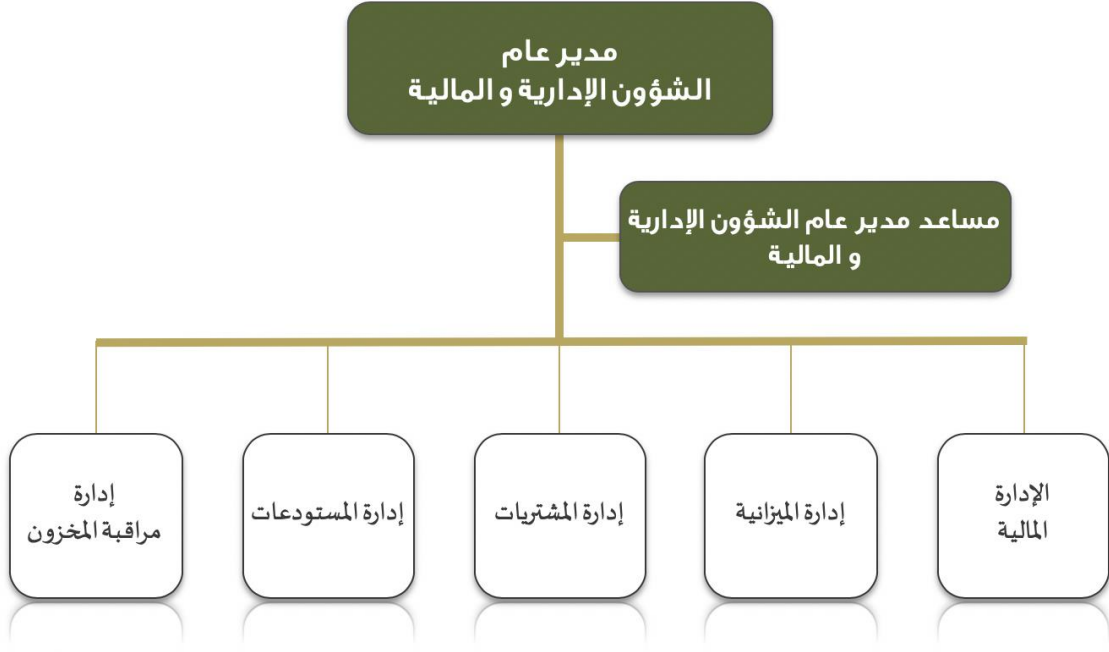 مدير عام
الشؤون الإدارية و المالية
مساعد مدير عام الشؤون الإدارية
و المالية
الإدارة
المالية
إدارة الميزانية
إدارة المشتريات
إدارة المستودعات
إدارة
مراقبة المخزون